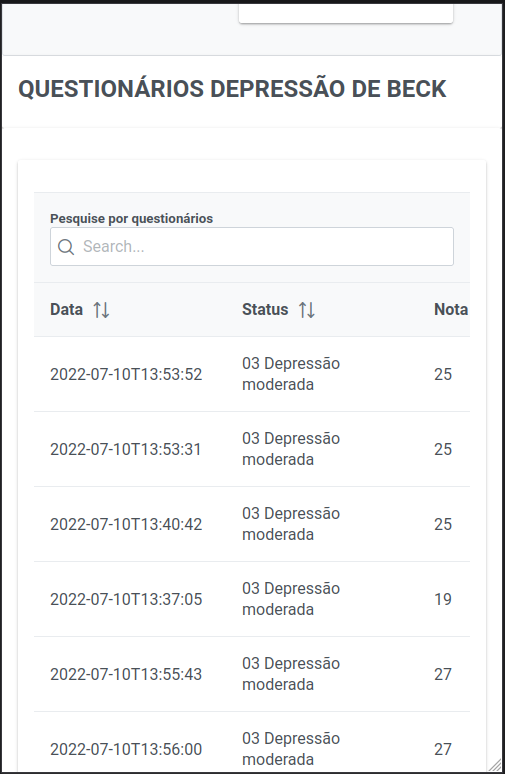 QUESTIONÁRIOS DEPRESSÃO DE BECK
Pesquise por questionários
Search...
Data Status Nota
2022-07-10T13:53:52 03 Depressão moderada 25
2022-07-10T13:53:31 03 Depressão moderada 25
2022-07-10T13:40:42 03 Depressão moderada 25
2022-07-10T13:37:05 03 Depressão moderada 19
2022-07-10T13:55:43 03 Depressão moderada 27
2022-07-10T13:56:00 03 Depressão moderada 27